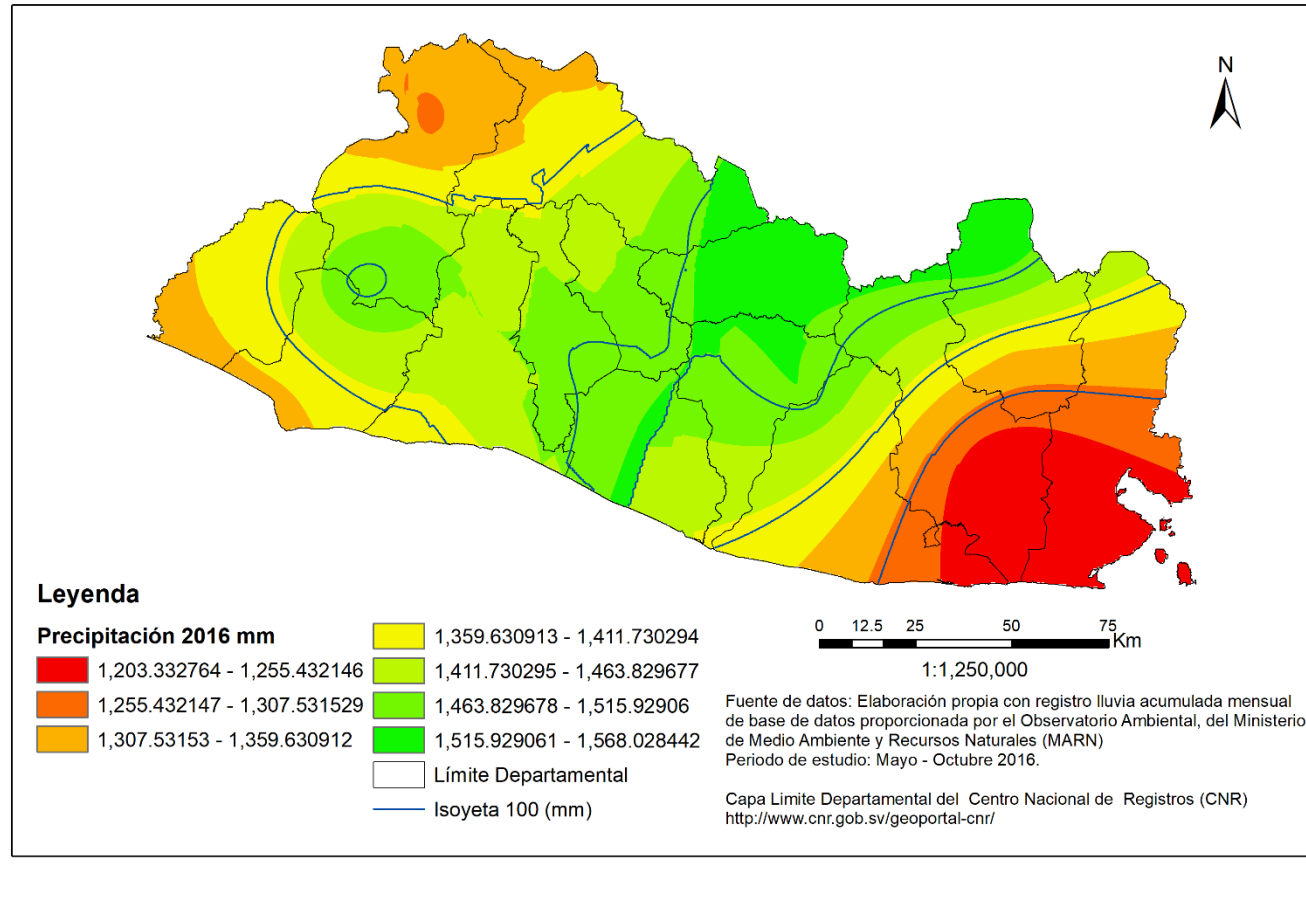 N
Leyenda
Precipitación 2016 mm
1,203.332764 - 1,255.432146
1,255.432147 - 1,307.531529
1,307.53153 - 1,359.630912
1,359.630913 - 1,411.730294
1,411.730295 - 1,463.829677
1,463.829678 - 1,515.92906
1,515.929061 - 1,568.028442
Límite Departamental
Isoyeta 100 (mm)
0 12.5 25 50 75
Km
1:1,250,000
Fuente de datos: Elaboración propia con registro lluvia acumulada mensual
de base de datos proporcionada por el Observatorio Ambiental, del Ministerio
de Medio Ambiente y Recursos Naturales (MARN)
Periodo de estudio: Mayo - Octubre 2016.
Capa Limite Departamental del Centro Nacional de Registros (CNR)
http://www.cnr.gob.sv/geoportal-cnr/